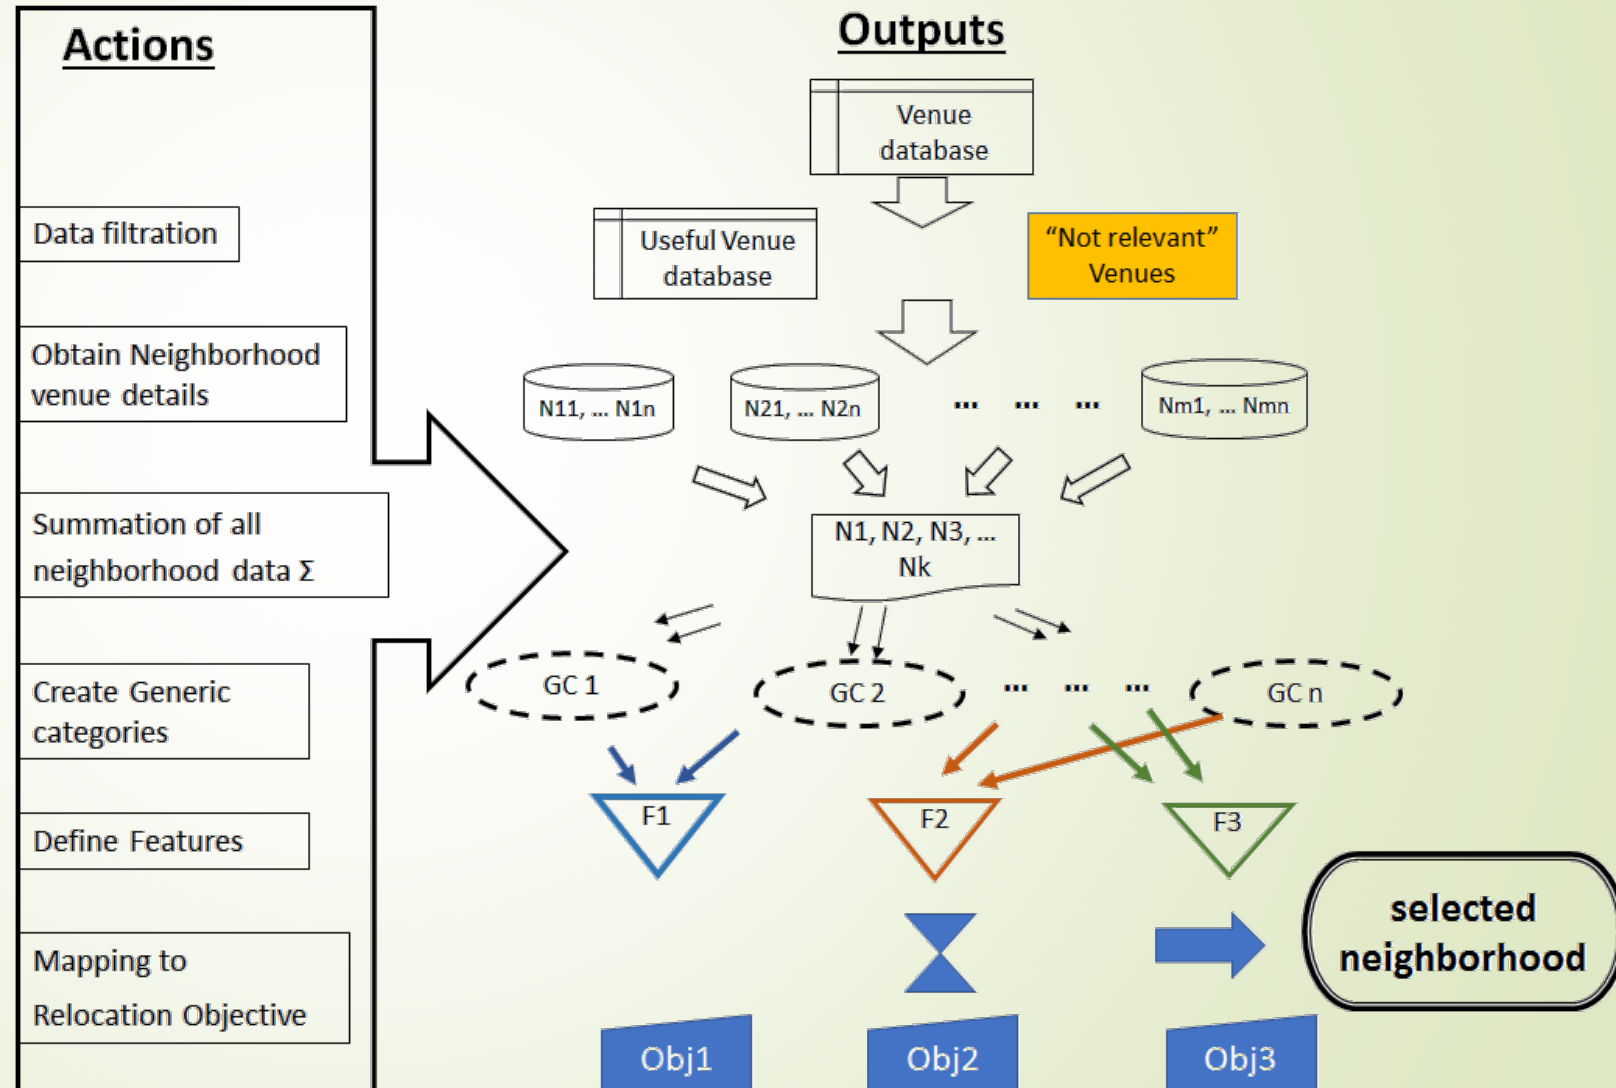 Actions
Outputs
Venue
database
Data filtration
Useful Venue
database
“Not relevant”
Venues
Obtain Neighborhood
venue details
N11, ... N1n
N21, ... N2n
... ... ...
Nm1, ... Nmn
Summation of all
neighborhood data Σ
N1, N2, N3, ...
Nk
Create Generic
categories
GC 1
GC 2
... ... ...
GC n
Define Features
F1
F2
F3
Mapping to
Relocation Objective
selected
neighborhood
Obj1
Obj2
Obj3